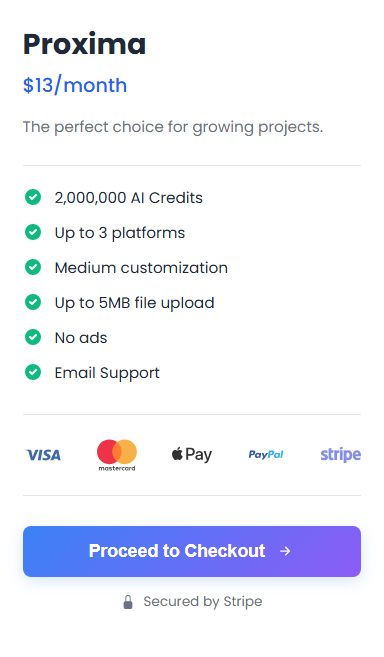 Proxima
$13/month
The perfect choice for growing projects.
2,000,000 AI Credits
Up to 3 platforms
Medium customization
Up to 5MB file upload
No ads
Email Support
VISA mastercard Pay PayPal stripe
Proceed to Checkout →
Secured by Stripe